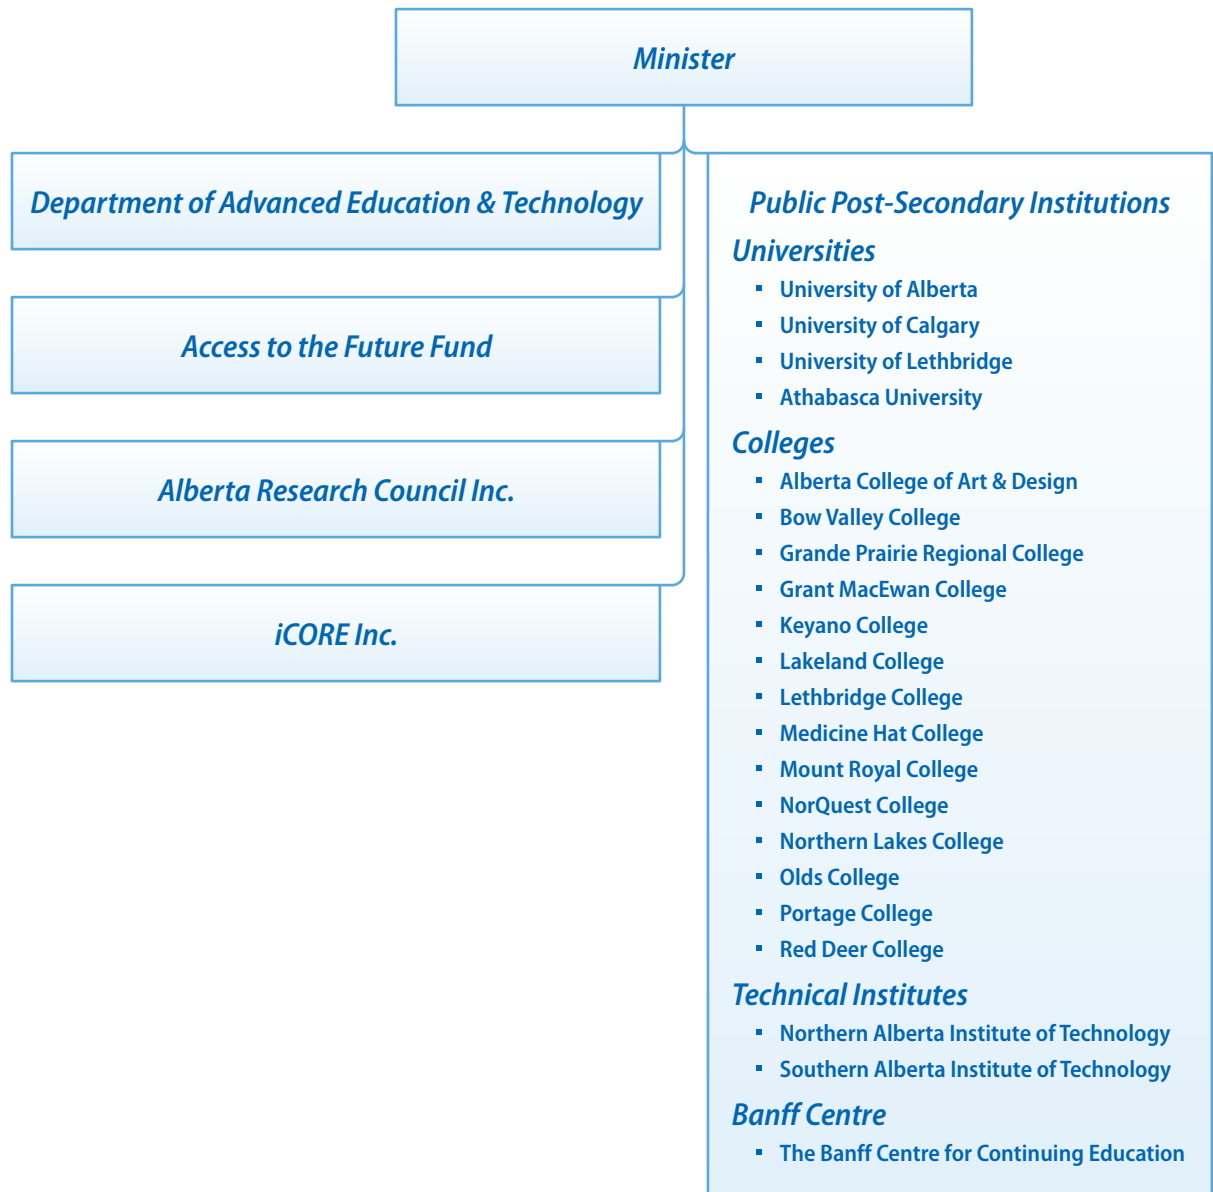 Minister
Department of Advanced Education & Technology
Access to the Future Fund
Alberta Research Council Inc.
iCORE Inc.
Public Post-Secondary Institutions
Universities
▪ University of Alberta
▪ University of Calgary
▪ University of Lethbridge
▪ Athabasca University
Colleges
▪ Alberta College of Art & Design
▪ Bow Valley College
▪ Grande Prairie Regional College
▪ Grant MacEwan College
▪ Keyano College
▪ Lakeland College
▪ Lethbridge College
▪ Medicine Hat College
▪ Mount Royal College
▪ NorQuest College
▪ Northern Lakes College
▪ Olds College
▪ Portage College
▪ Red Deer College
Technical Institutes
▪ Northern Alberta Institute of Technology
▪ Southern Alberta Institute of Technology
Banff Centre
▪ The Banff Centre for Continuing Education